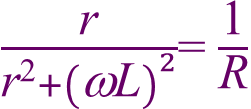 r/(r²+(ωL)²) = 1/R